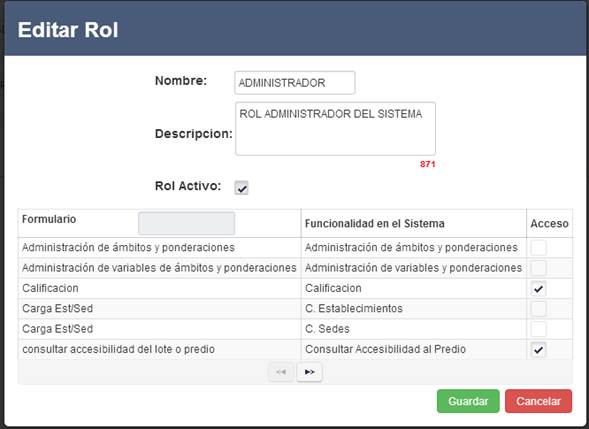 Editar Rol
Nombre: ADMINISTRADOR
Descripcion: ROL ADMINISTRADOR DEL SISTEMA
871
Rol Activo:
Formulario Funcionalidad en el Sistema Acceso
Administración de ámbitos y ponderaciones Administración de ámbitos y ponderaciones
Administración de variables de ámbitos y ponderaciones Administración de variables y ponderaciones
Calificacion Calificacion
Carga Est/Sed C. Establecimientos
Carga Est/Sed C. Sedes
consultar accesibilidad del lote o predio Consultar Accesibilidad al Predio
Guardar Cancelar